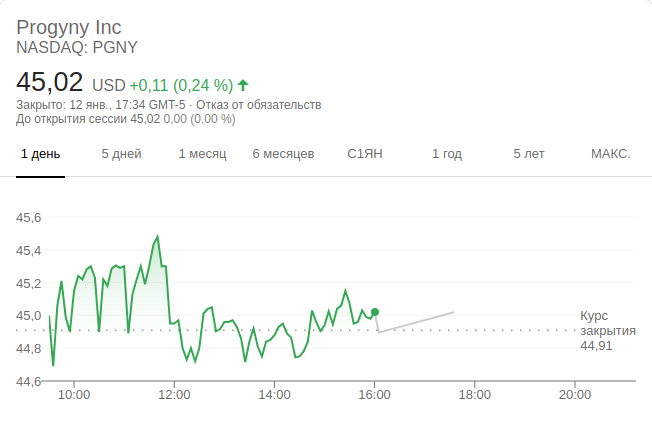 Progyny Inc
NASDAQ: PGNY
45,02 USD +0,11 (0,24 %)
Закрыто: 12 янв., 17:34 GMT-5 · Отказ от обязательств
До открытия сессии 45,02 0,00 (0,00 %)
1 день 5 дней 1 месяц 6 месяцев С1ЯН 1 год 5 лет МАКС.
45,6
45,4
45,2
45,0
44,8
44,6
Курс
закрытия
44,91
10:00 12:00 14:00 16:00 18:00 20:00